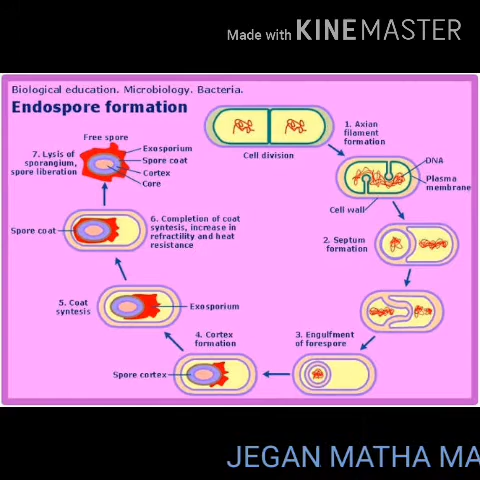 Made with KINEMASTER
Biological education. Microbiology. Bacteria.
Endospore formation
Free spore
7. Lysis of
sporangium,
spore liberation
Exosporium
Spore coat
Cortex
Core
Cell division
1. Axian
filament
formation
DNA
Plasma
membrane
Cell wall
2. Septum
formation
3. Engulfment
of forespore
4. Cortex
formation
Spore cortex
5. Coat
syntesis
Exosporium
6. Completion of coat
syntesis, increase in
refractility and heat
resistance
Spore coat
JEGAN MATHA MA